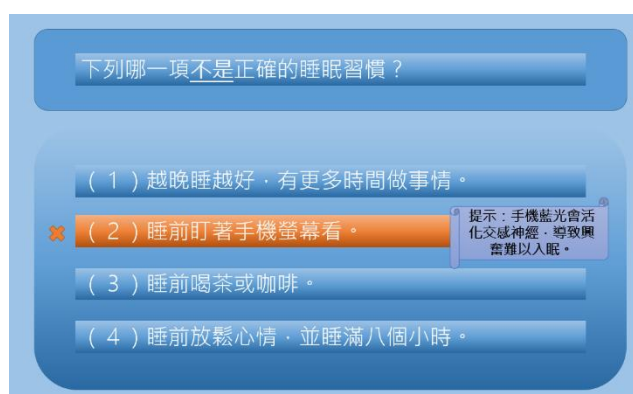 下列哪一項不是正確的睡眠習慣？
（1）越晚睡越好，有更多時間做事情。
（2）睡前盯著手機螢幕看。
提示：手機藍光會活
化交感神經，導致興
奮難以入眠。
（3）睡前喝茶或咖啡。
（4）睡前放鬆心情，並睡滿八個小時。